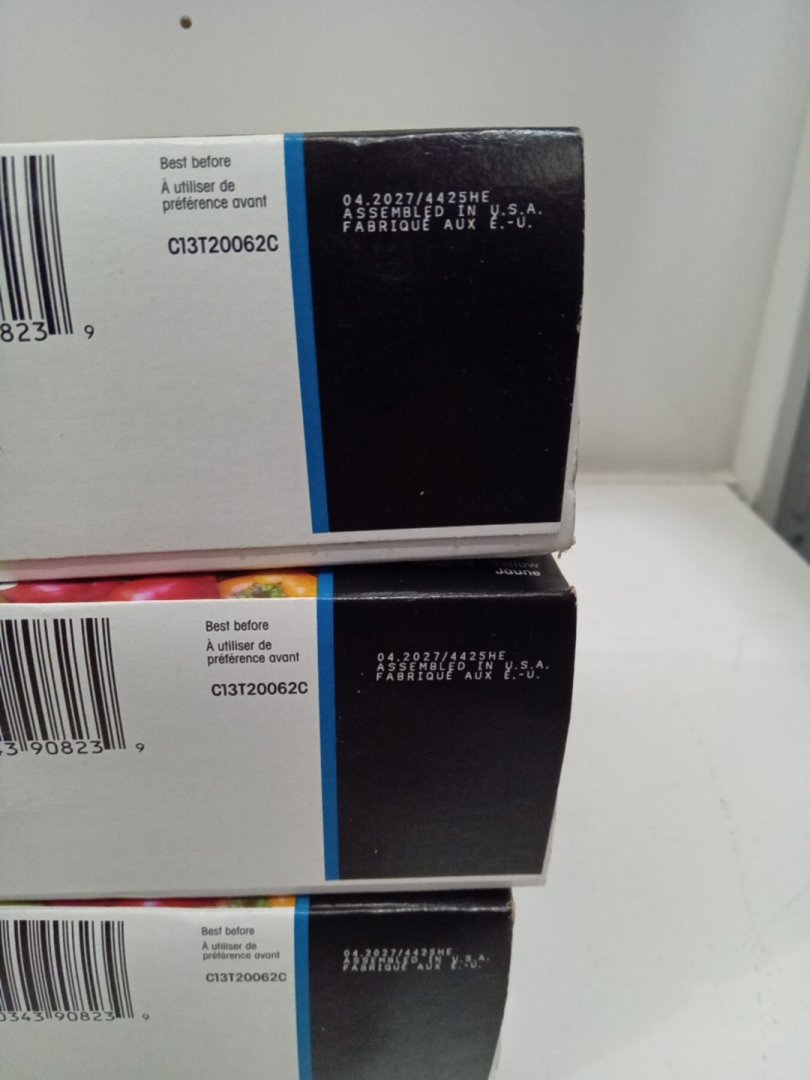 Best before
À utiliser de
préférence avant
C13T20062C
04.2027/4425HE
ASSEMBLED IN U.S.A.
FABRIQUÉ AUX É.-U.
823 9
Yellow
Jaune
Best before
À utiliser de
préférence avant
C13T20062C
04.2027/4425HE
ASSEMBLED IN U.S.A.
FABRIQUÉ AUX É.-U.
43 90823 9
Best before
À utiliser de
préférence avant
C13T20062C
04.2027/4425HE
ASSEMBLED IN U.S.A.
FABRIQUÉ AUX É.-U.
0343 90823 9